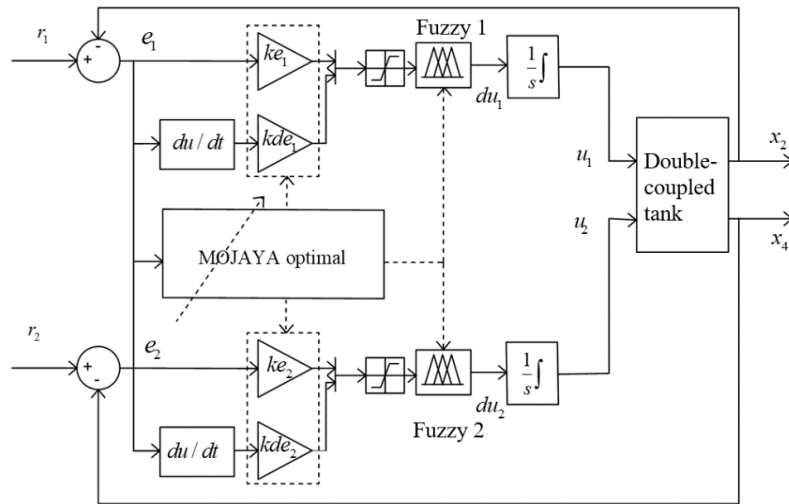 Fuzzy 1
r₁
-
+
e₁
ke₁
1/s ∫
du₁
du / dt
kde₁
u₁
Double-
coupled
tank
x₂
u₂
x₄
MOJAYA optimal
r₂
+
-
e₂
ke₂
1/s ∫
du₂
Fuzzy 2
du / dt
kde₂